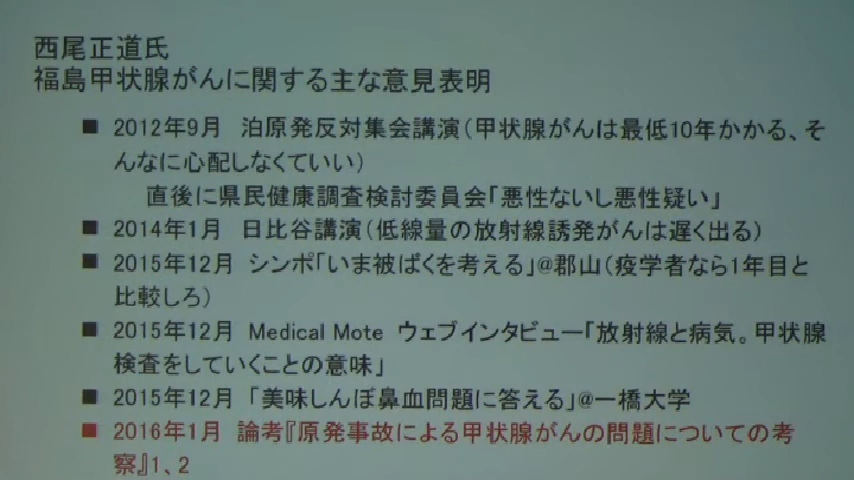 西尾正道氏
福島甲状腺がんに関する主な意見表明
■ 2012年9月 泊原発反対集会講演(甲状腺がんは最低10年かかる、そ
んなに心配しなくていい)
直後に県民健康調査検討委員会「悪性ないし悪性疑い」
■ 2014年1月 日比谷講演(低線量の放射線誘発がんは遅く出る)
■ 2015年12月 シンポ「いま被ばくを考える」@郡山(疫学者なら1年目と
比較しろ)
■ 2015年12月 Medical Mote ウェブインタビュー「放射線と病気。甲状腺
検査をしていくことの意味」
■ 2015年12月 「美味しんぼ鼻血問題に答える」@一橋大学
■ 2016年1月 論考『原発事故による甲状腺がんの問題についての考
察』1、2